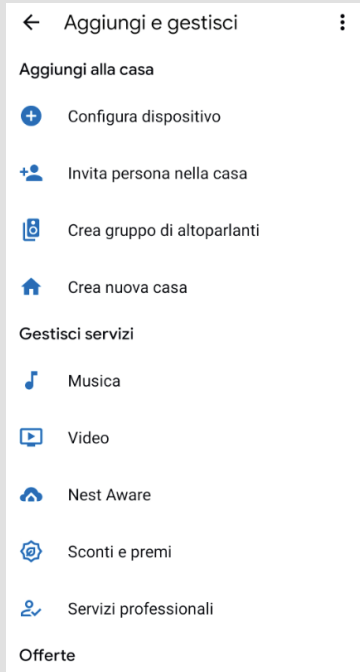 Aggiungi e gestisci
Aggiungi alla casa
Configura dispositivo
Invita persona nella casa
Crea gruppo di altoparlanti
Crea nuova casa
Gestisci servizi
Musica
Video
Nest Aware
Sconti e premi
Servizi professionali
Offerte